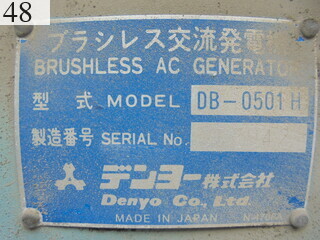 48
ブラシレス交流発電
BRUSHLESS AC GENERATOR
型式 MODEL DB-0501H
製造番号 SERIAL No.
デンヨー株式会社
Denyo Co., Ltd.
MADE IN JAPAN